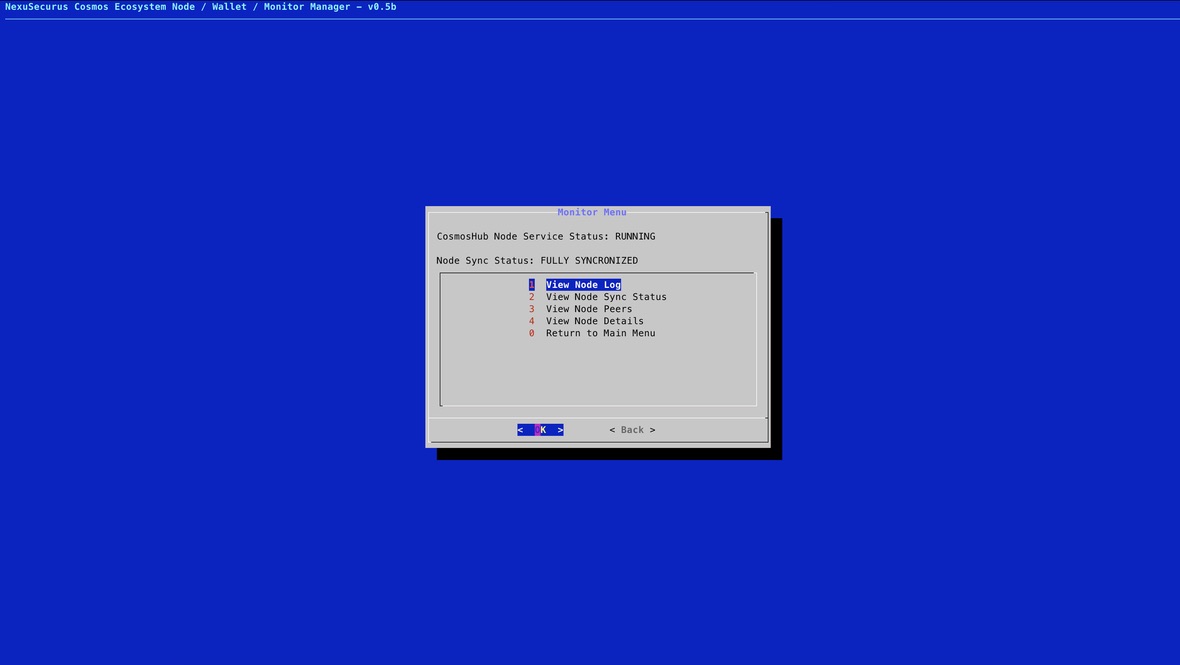 NexuSecurus Cosmos Ecosystem Node / Wallet / Monitor Manager – v0.5b
Monitor Menu
CosmosHub Node Service Status: RUNNING
Node Sync Status: FULLY SYNCRONIZED
1 View Node Log
2 View Node Sync Status
3 View Node Peers
4 View Node Details
0 Return to Main Menu
< OK > < Back >